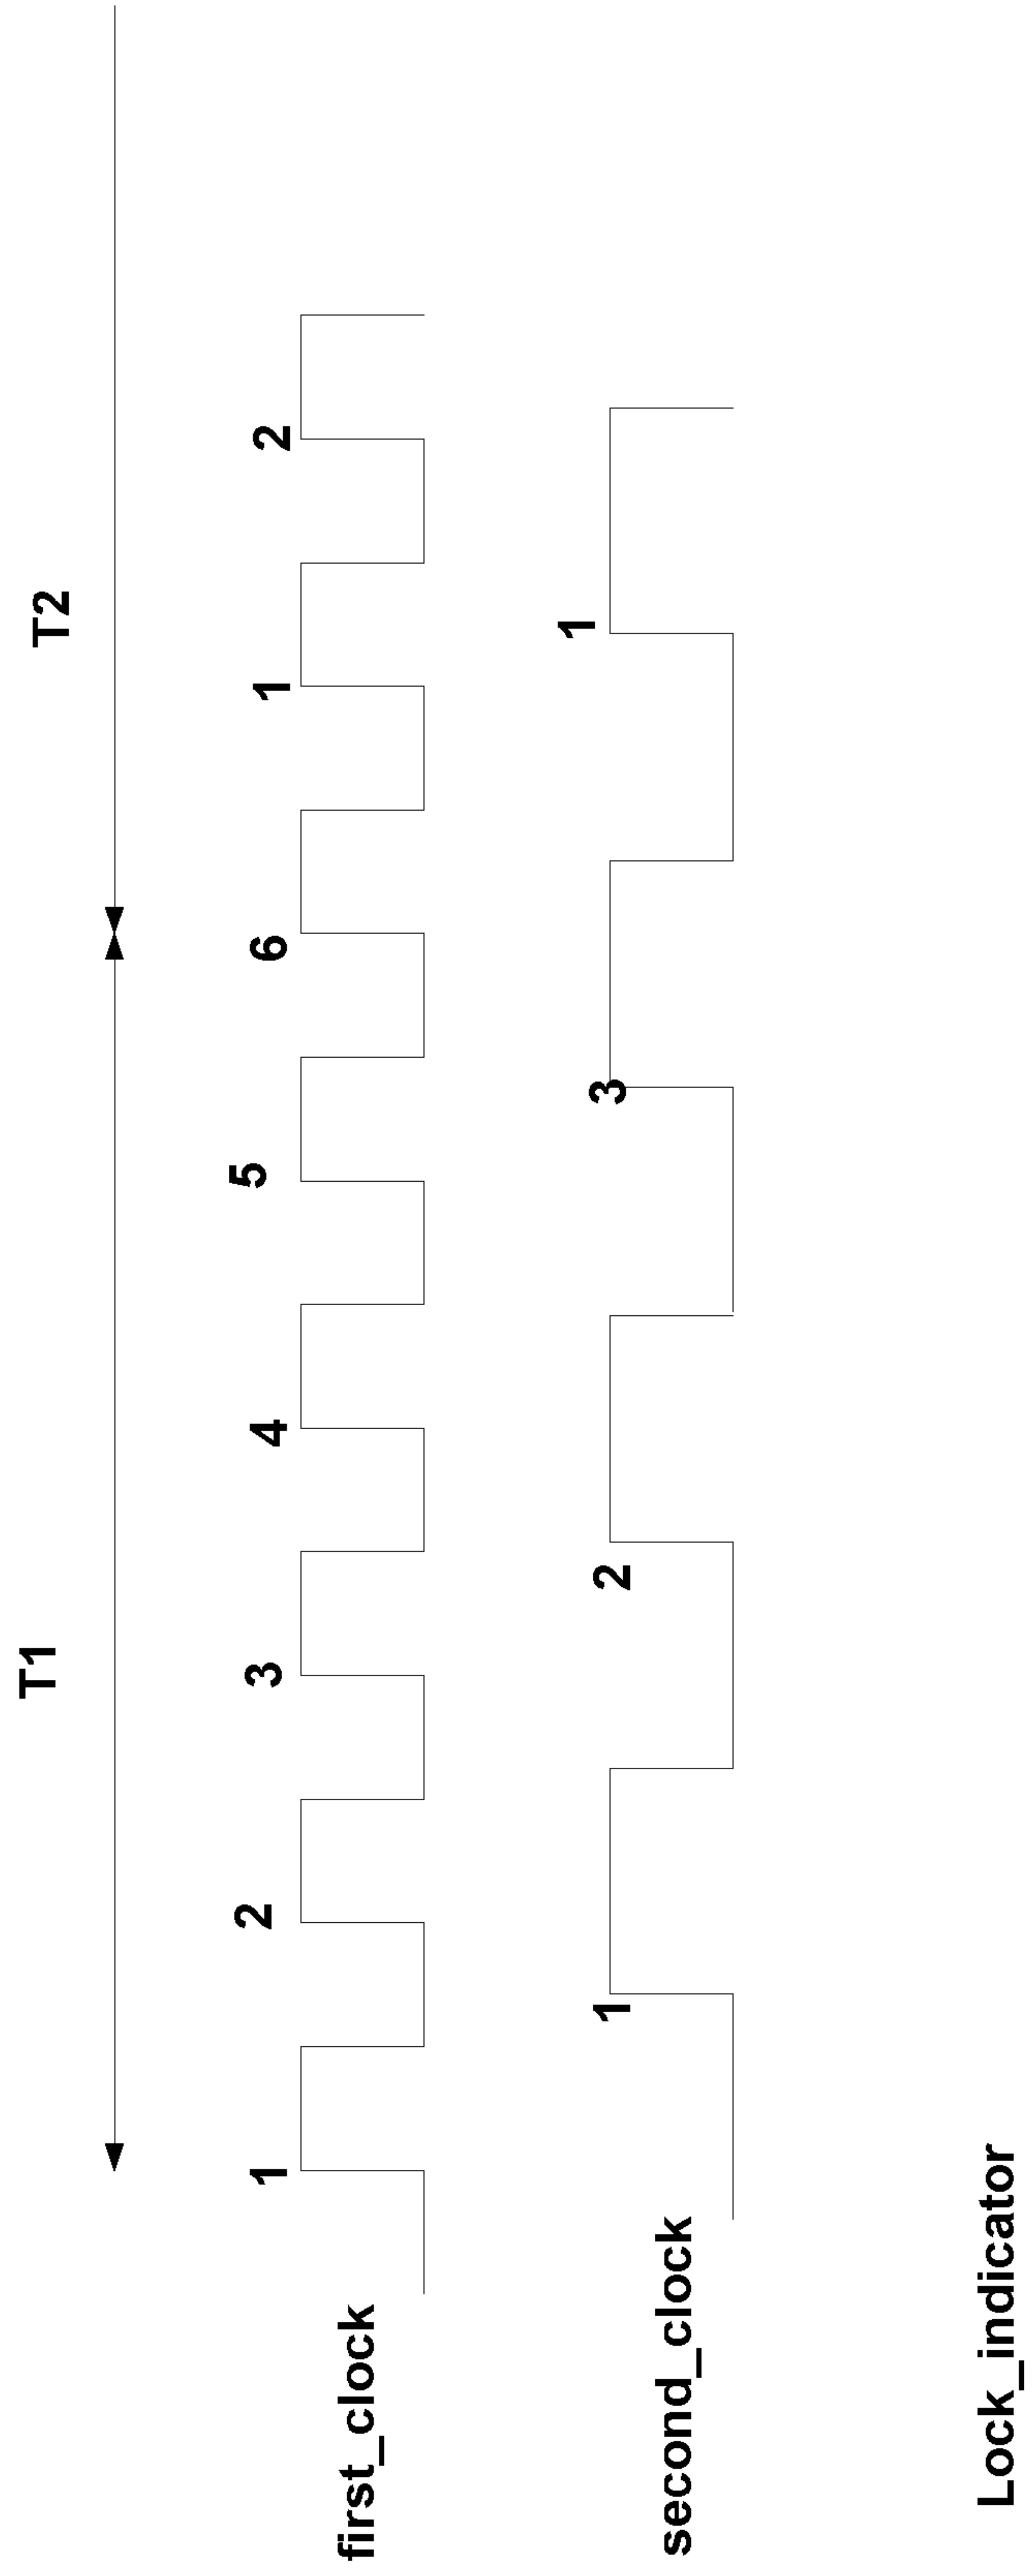 T1 T2
1 2 3 4 5 6 1 2
first_clock
1 2 3 1
second_clock
Lock_indicator